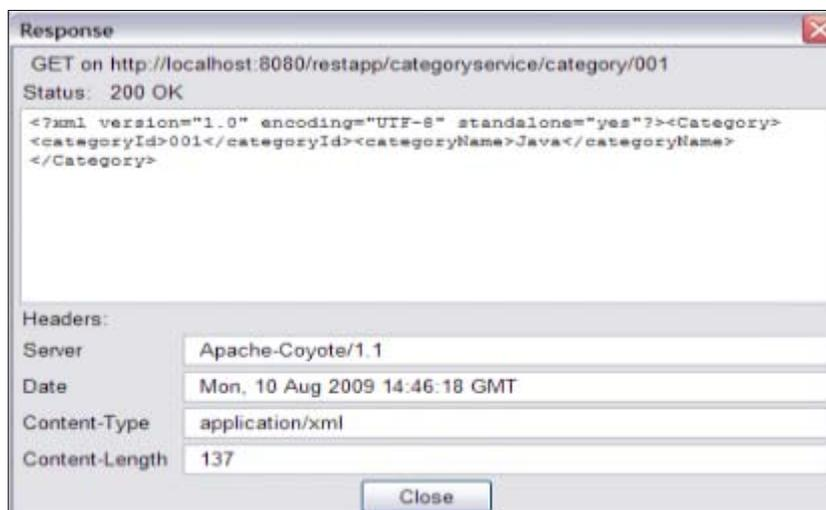 Response
GET on http://localhost:8080/restapp/categoryservice/category/001
Status: 200 OK
<?xml version="1.0" encoding="UTF-8" standalone="yes"?><Category>
<categoryId>001</categoryId><categoryName>Java</categoryName>
</Category>
Headers:
Server Apache-Coyote/1.1
Date Mon, 10 Aug 2009 14:46:18 GMT
Content-Type application/xml
Content-Length 137
Close